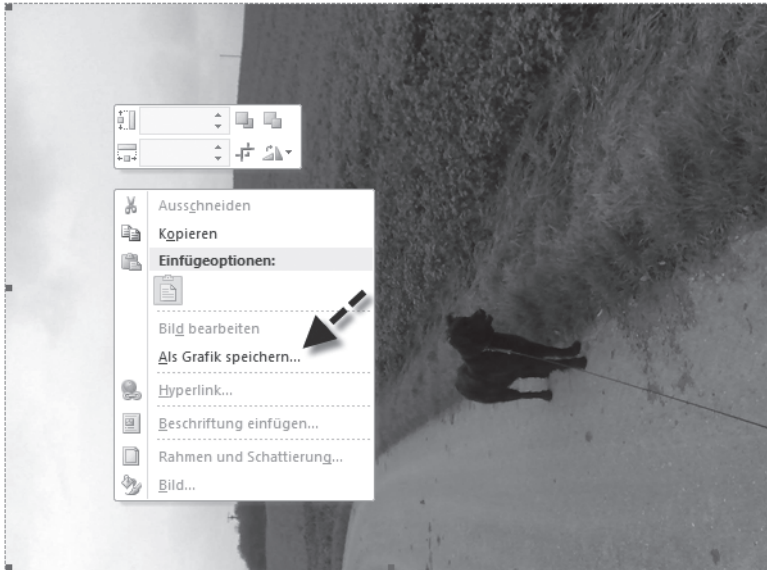 Ausschneiden
Kopieren
Einfügeoptionen:
Bild bearbeiten
Als Grafik speichern...
Hyperlink...
Beschriftung einfügen...
Rahmen und Schattierung...
Bild...